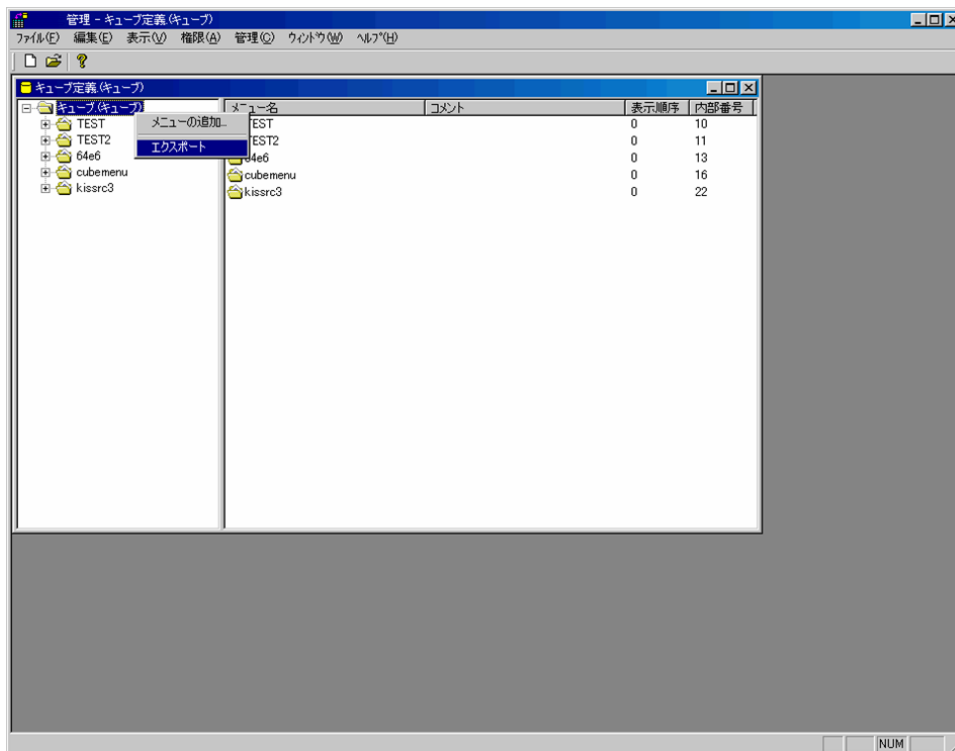 管理 - キューブ定義(キューブ)
ファイル(F) 編集(E) 表示(V) 権限(A) 管理(C) ウィンドウ(W) ヘルプ(H)
キューブ定義(キューブ)
キューブ(キューブ) メニュー名 コメント 表示順序 内部番号
TEST メニューの追加... TEST 0 10
TEST2 エクスポート TEST2 0 11
64e6 64e6 0 13
cubemenu cubemenu 0 16
kissrc3 kissrc3 0 22
NUM